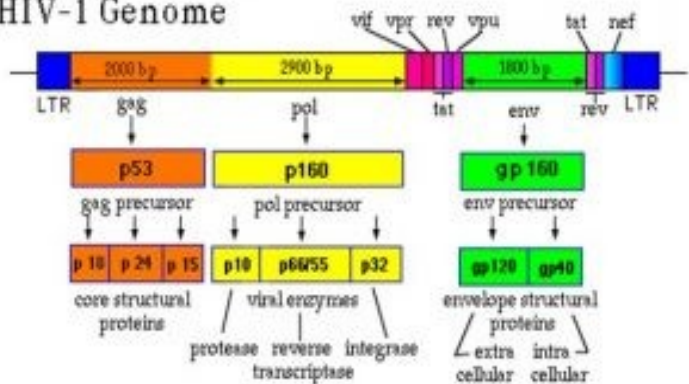 HIV-1 Genome
vif vpr rev vpu tat nef
2000 bp 2900 bp 1800 bp
LTR gag pol tat env rev LTR
p53 p160 gp 160
gag precursor pol precursor env precursor
p 18 p 24 p 15 p10 p66/55 p32 gp120 gp40
core structural proteins
viral enzymes
envelope structural proteins
protease reverse transcriptase integrase
extra cellular intra cellular